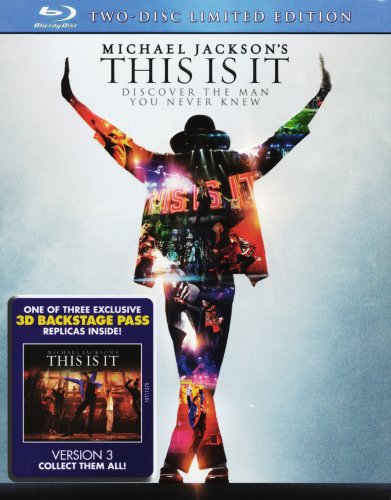 Blu-ray Disc
TWO-DISC LIMITED EDITION
MICHAEL JACKSON'S
THIS IS IT
DISCOVER THE MAN
YOU NEVER KNEW
THIS IS IT
ONE OF THREE EXCLUSIVE
3D BACKSTAGE PASS
REPLICAS INSIDE!
MICHAEL JACKSON'S
THIS IS IT
VERSION 3
COLLECT THEM ALL!